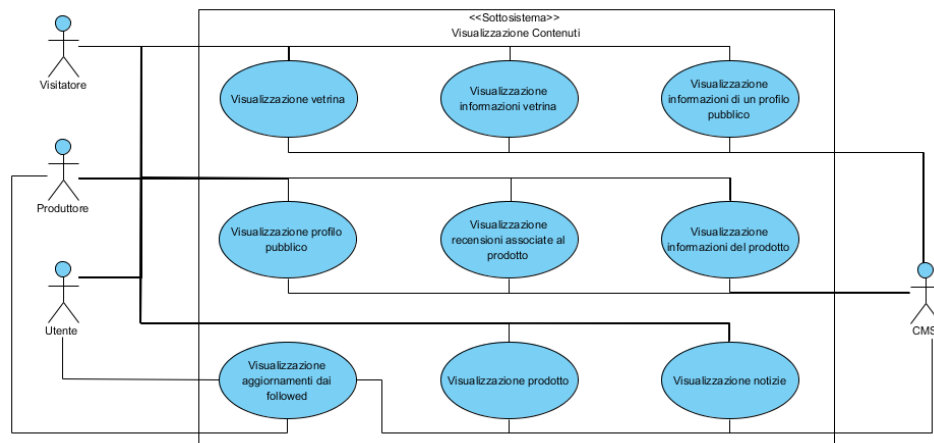 <<Sottosistema>>
Visualizzazione Contenuti
Visitatore
Visualizzazione vetrina
Visualizzazione
informazioni vetrina
Visualizzazione
informazioni di un profilo
pubblico
Produttore
Visualizzazione profilo
pubblico
Visualizzazione
recensioni associate al
prodotto
Visualizzazione
informazioni del prodotto
Utente
CMS
Visualizzazione
aggiornamenti dai
followed
Visualizzazione prodotto
Visualizzazione notizie